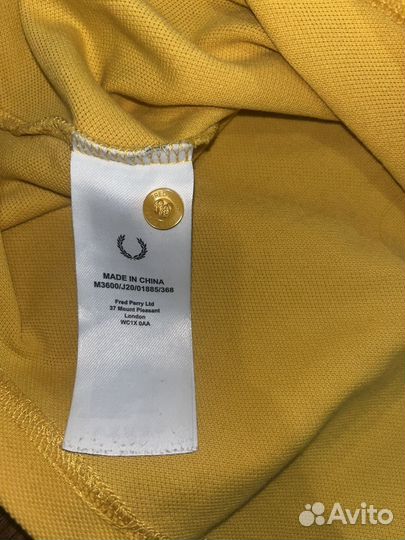 MADE IN CHINA
M3600/J20/01885/368
Fred Perry Ltd
37 Mount Pleasant
London
WC1X 0AA
Avito